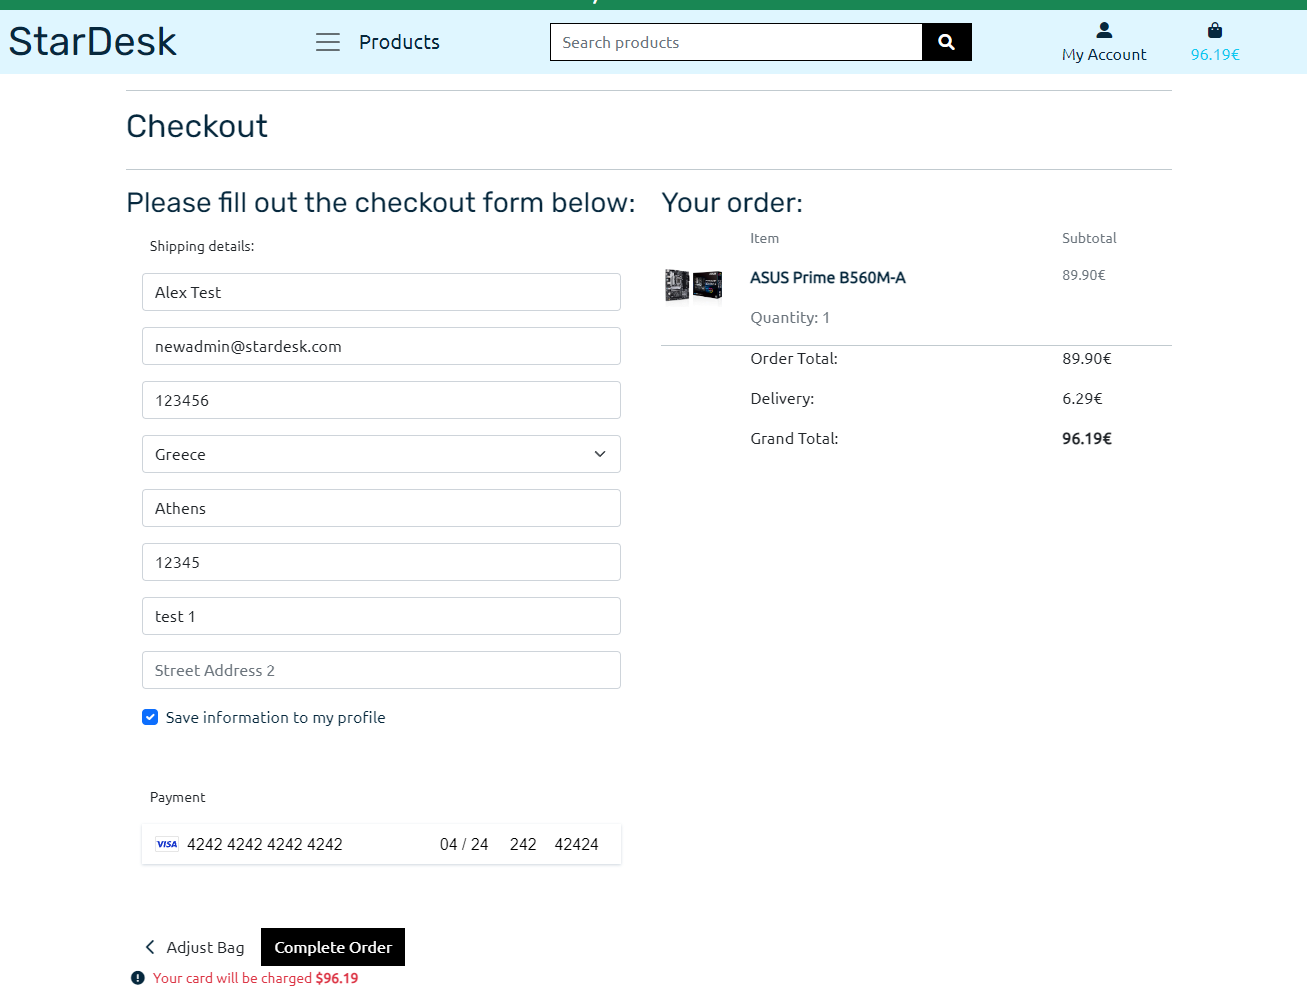 StarDesk
Products
Search products
My Account
96.19€
Checkout
Please fill out the checkout form below:
Shipping details:
Alex Test
newadmin@stardesk.com
123456
Greece
Athens
12345
test 1
Street Address 2
Save information to my profile
Payment
VISA 4242 4242 4242 4242 04 / 24 242 42424
Adjust Bag
Complete Order
Your card will be charged $96.19
Your order:
Item Subtotal
ASUS Prime B560M-A 89.90€
Quantity: 1
Order Total: 89.90€
Delivery: 6.29€
Grand Total: 96.19€